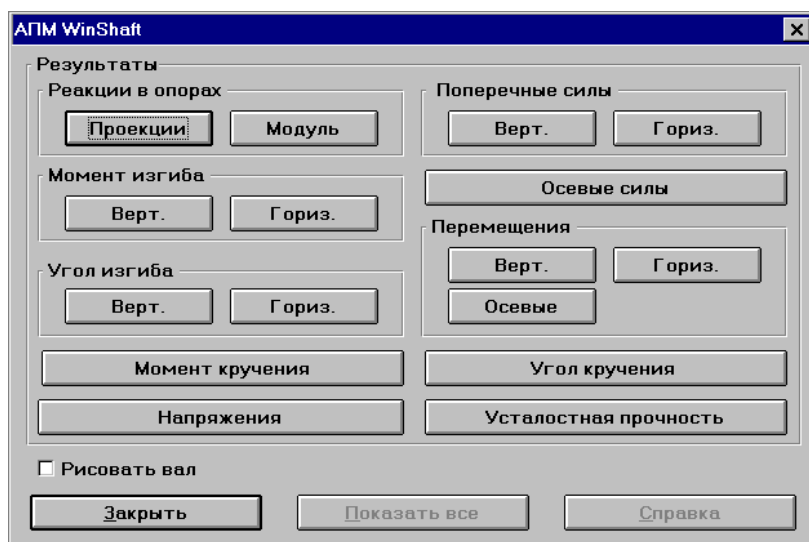 АПМ WinShaft
Результаты
Реакции в опорах
Проекции Модуль
Момент изгиба
Верт. Гориз.
Угол изгиба
Верт. Гориз.
Момент кручения
Напряжения
Поперечные силы
Верт. Гориз.
Осевые силы
Перемещения
Верт. Гориз.
Осевые
Угол кручения
Усталостная прочность
Рисовать вал
Закрыть Показать все Справка